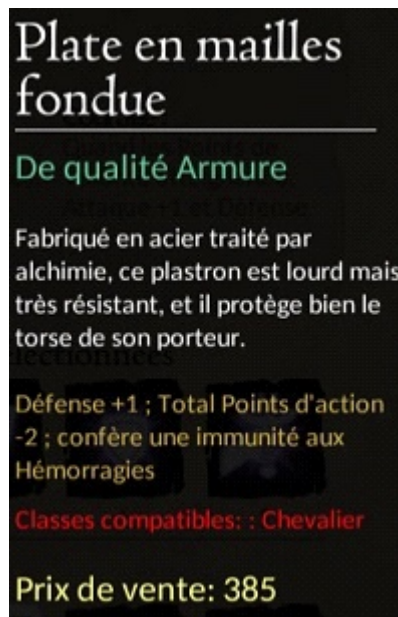 Plate en mailles
fondue
De qualité Armure
Fabriqué en acier traité par
alchimie, ce plastron est lourd mais
très résistant, et il protège bien le
torse de son porteur.
Défense +1 ; Total Points d'action
-2 ; confère une immunité aux
Hémorragies
Classes compatibles: : Chevalier
Prix de vente: 385